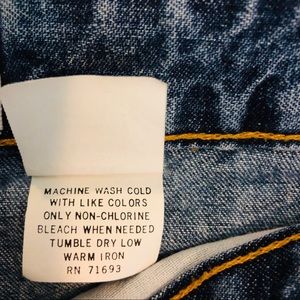 MACHINE WASH COLD
WITH LIKE COLORS
ONLY NON-CHLORINE
BLEACH WHEN NEEDED
TUMBLE DRY LOW
WARM IRON
RN 71693